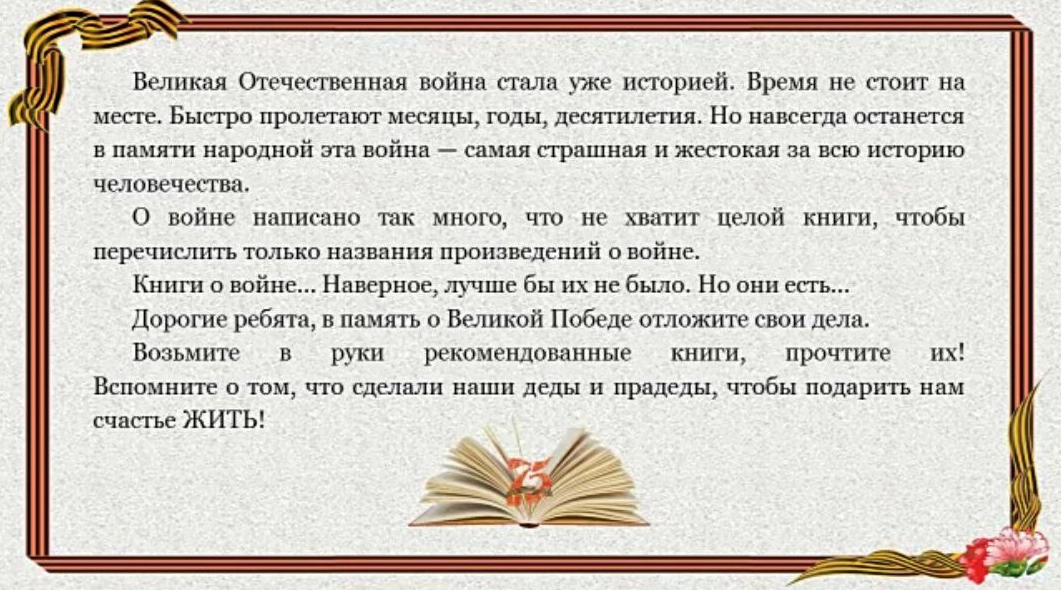 Великая Отечественная война стала уже историей. Время не стоит на
месте. Быстро пролетают месяцы, годы, десятилетия. Но навсегда останется
в памяти народной эта война — самая страшная и жестокая за всю историю
человечества.
О войне написано так много, что не хватит целой книги, чтобы
перечислить только названия произведений о войне.
Книги о войне... Наверное, лучше бы их не было. Но они есть...
Дорогие ребята, в память о Великой Победе отложите свои дела.
Возьмите в руки рекомендованные книги, прочтите их!
Вспомните о том, что сделали наши деды и прадеды, чтобы подарить нам
счастье ЖИТЬ!
75